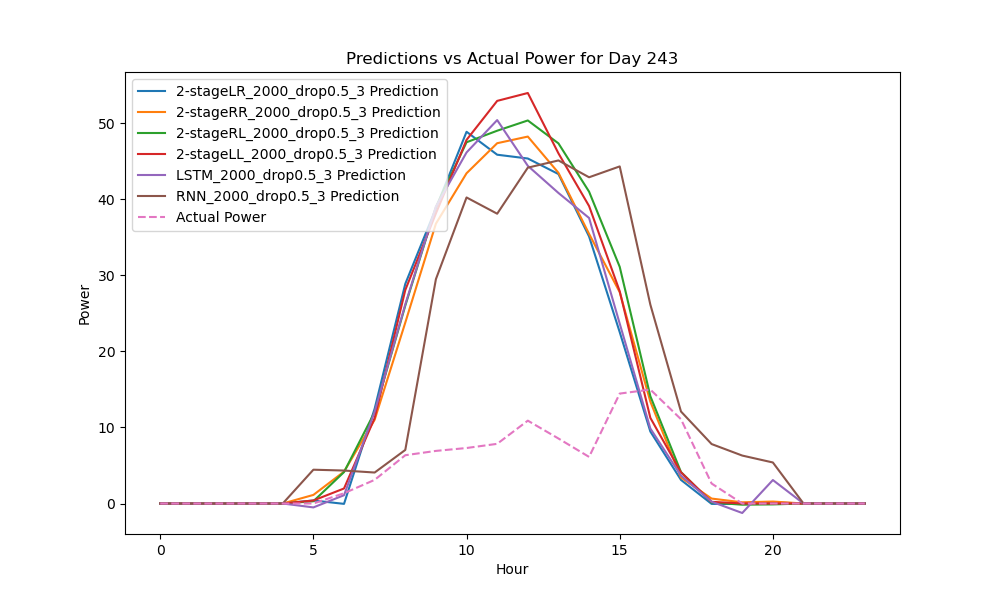 Predictions vs Actual Power for Day 243
2-stageLR_2000_drop0.5_3 Prediction
2-stageRR_2000_drop0.5_3 Prediction
2-stageRL_2000_drop0.5_3 Prediction
2-stageLL_2000_drop0.5_3 Prediction
LSTM_2000_drop0.5_3 Prediction
RNN_2000_drop0.5_3 Prediction
Actual Power
Power
50
40
30
20
10
0
0 5 10 15 20
Hour